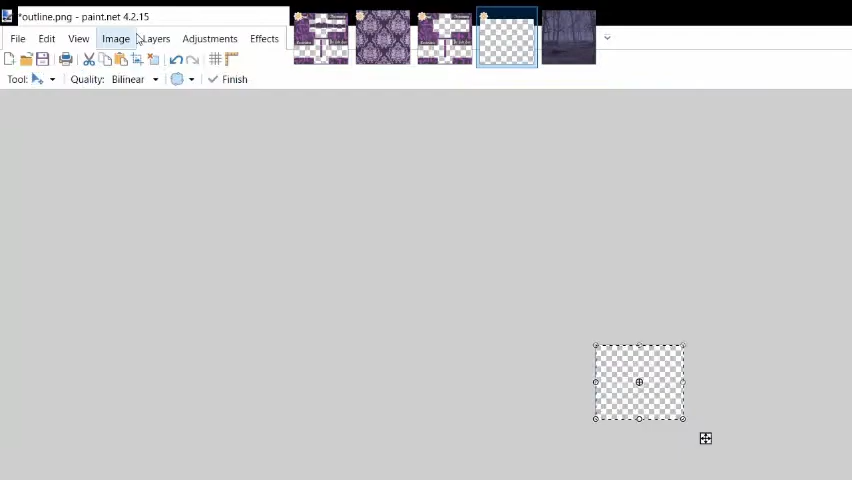 *outline.png - paint.net 4.2.15
File Edit View Image Layers Adjustments Effects
Tool: Quality: Bilinear Finish